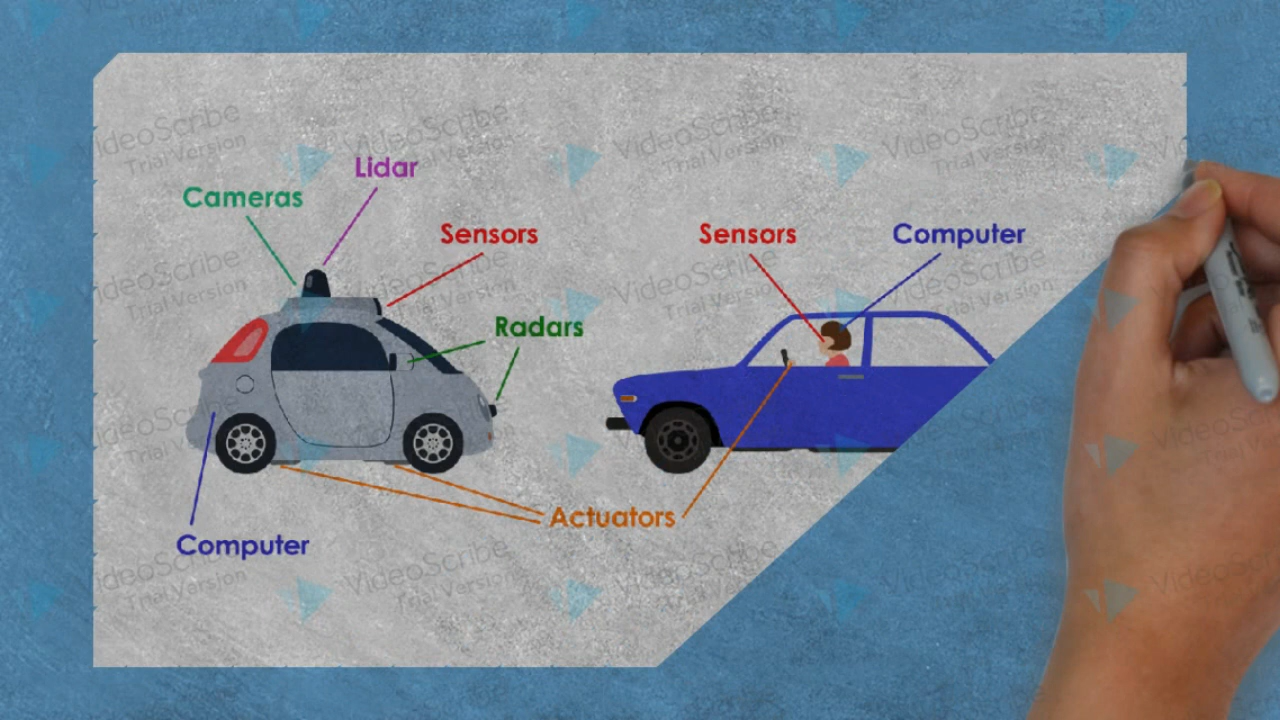 Lidar
Cameras
Sensors
Sensors
Computer
Radars
Actuators
Computer
VideoScribe
Trial Version